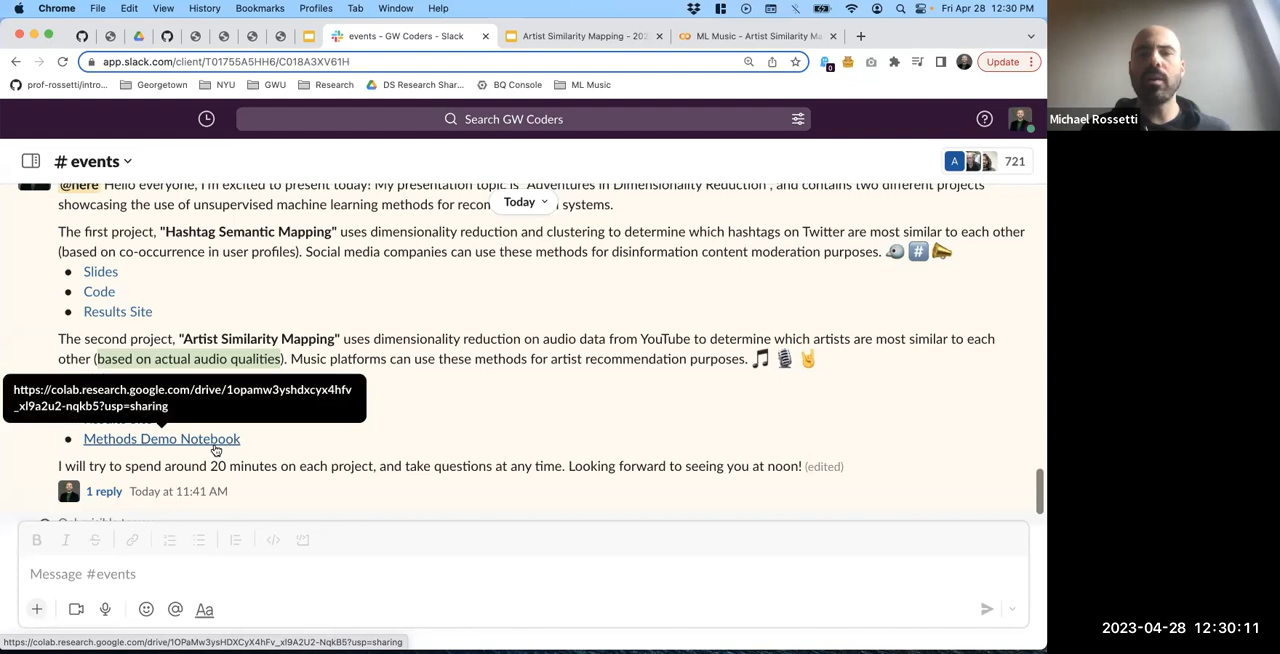 Chrome File Edit View History Bookmarks Profiles Tab Window Help Fri Apr 28 12:30 PM
events - GW Coders - Slack
Artist Similarity Mapping - 202
ML Music - Artist Similarity Ma
app.slack.com/client/T01755A5HH6/C018A3XV61H
0
Update
prof-rossetti/intro... Georgetown NYU GWU Research DS Research Shar... BQ Console ML Music
Search GW Coders
# events
A 721
@here Hello everyone, I'm excited to present today! My presentation topic is "Adventures in Dimensionality Reduction", and contains two different projects
showcasing the use of unsupervised machine learning methods for recom systems.
Today
The first project, "Hashtag Semantic Mapping" uses dimensionality reduction and clustering to determine which hashtags on Twitter are most similar to each other
(based on co-occurrence in user profiles). Social media companies can use these methods for disinformation content moderation purposes. #
• Slides
• Code
• Results Site
The second project, "Artist Similarity Mapping" uses dimensionality reduction on audio data from YouTube to determine which artists are most similar to each
other (based on actual audio qualities). Music platforms can use these methods for artist recommendation purposes.
https://colab.research.google.com/drive/1opamw3yshdxcyx4hfv
_xl9a2u2-nqkb5?usp=sharing
• Methods Demo Notebook
I will try to spend around 20 minutes on each project, and take questions at any time. Looking forward to seeing you at noon! (edited)
1 reply Today at 11:41 AM
Message #events
Aa
https://colab.research.google.com/drive/1OPaMw3ysHDXCyX4hFv_xl9A2U2-NqkB5?usp=sharing
Michael Rossetti
2023-04-28 12:30:11